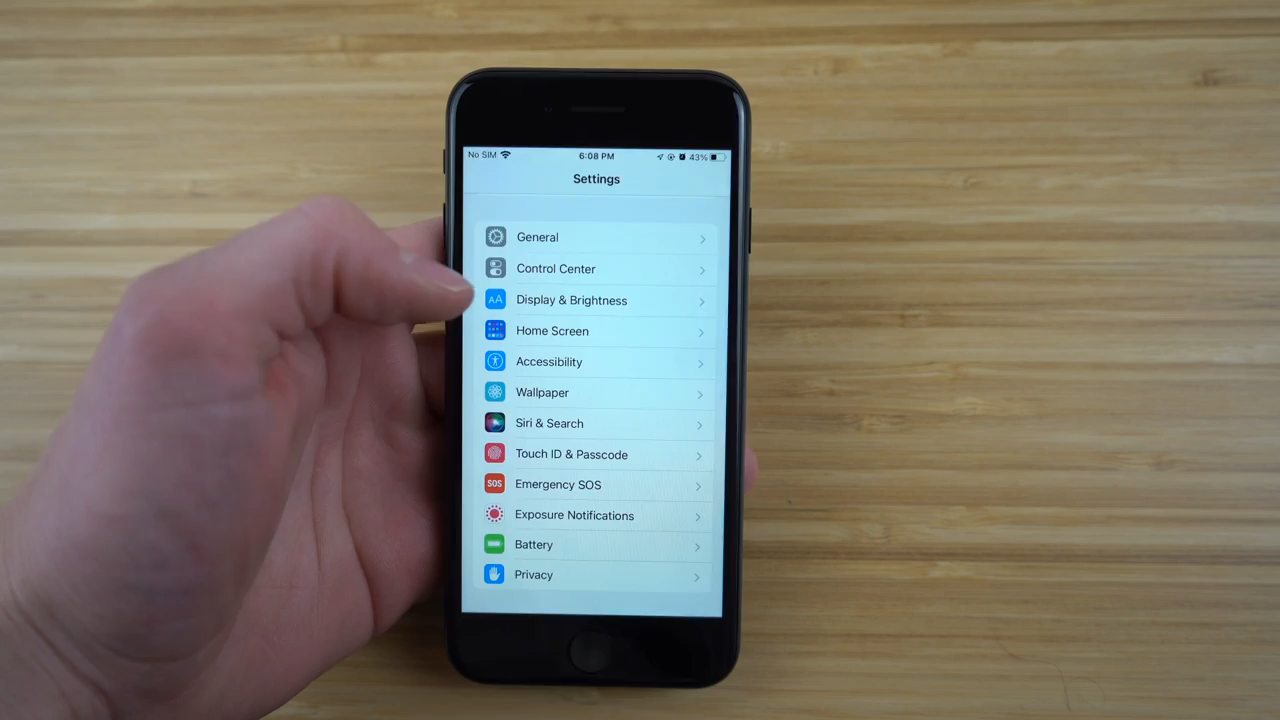 No SIM 6:08 PM 43%
Settings
General
Control Center
AA Display & Brightness
Home Screen
Accessibility
Wallpaper
Siri & Search
Touch ID & Passcode
SOS Emergency SOS
Exposure Notifications
Battery
Privacy